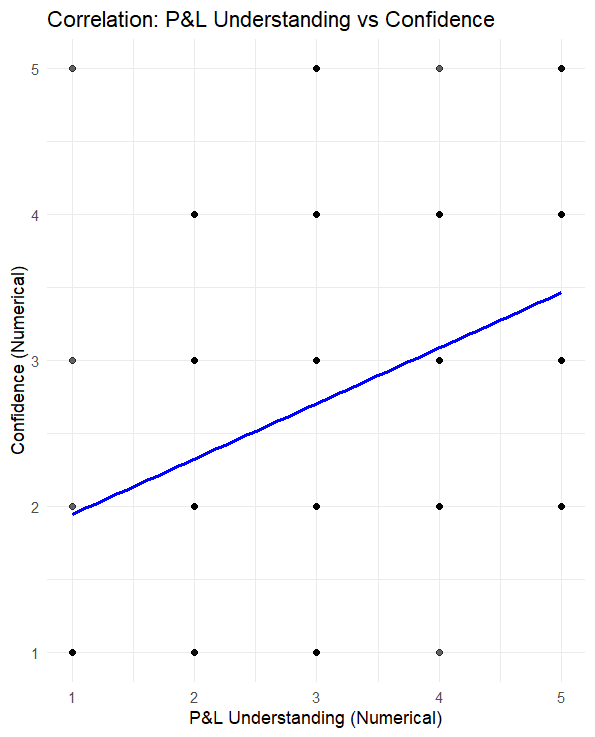 Correlation: P&L Understanding vs Confidence
5
4
3
2
1
Confidence (Numerical)
1 2 3 4 5
P&L Understanding (Numerical)